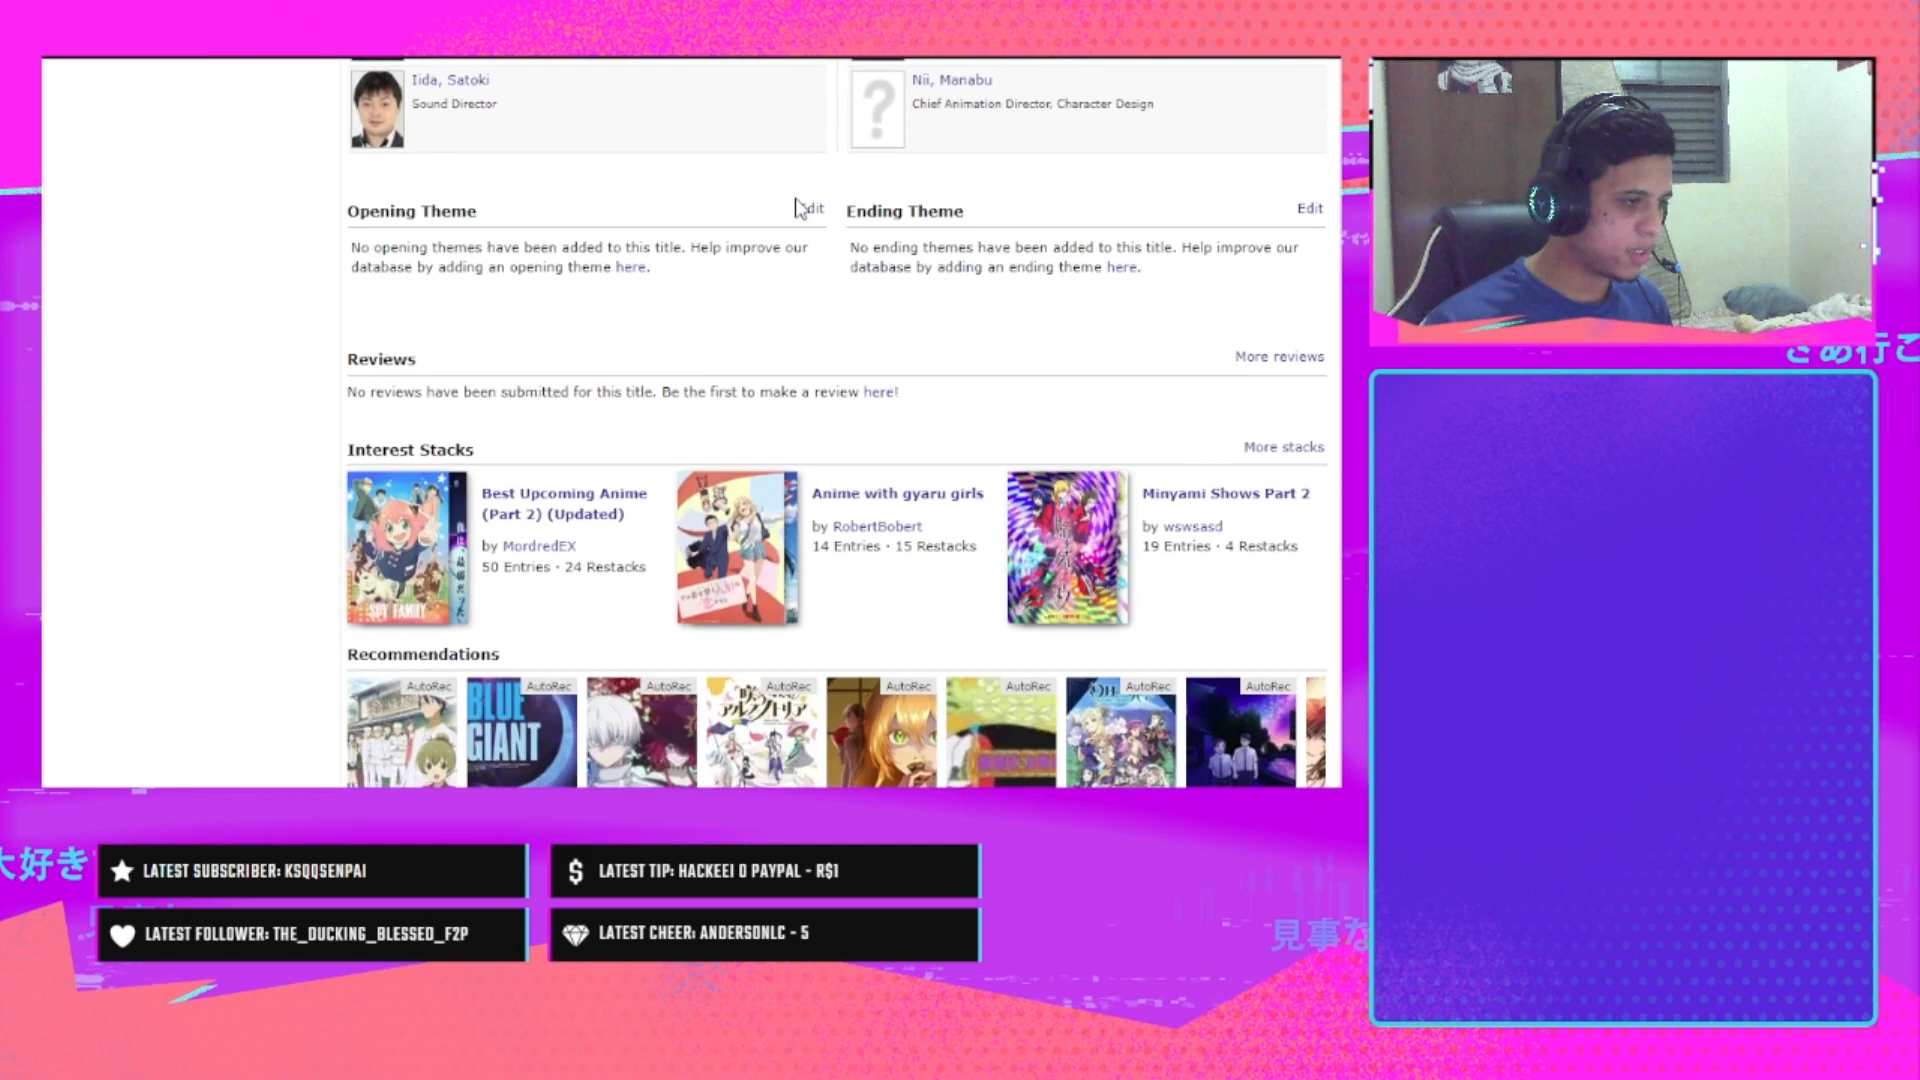 Iida, Satoki
Sound Director
Nii, Manabu
Chief Animation Director, Character Design
Opening Theme
Ending Theme
Edit
No opening themes have been added to this title. Help improve our
database by adding an opening theme here.
No ending themes have been added to this title. Help improve our
database by adding an ending theme here.
Reviews
More reviews
No reviews have been submitted for this title. Be the first to make a review here!
Interest Stacks
More stacks
Best Upcoming Anime
(Part 2) (Updated)
by MordredEX
50 Entries · 24 Restacks
SPY FAMILY
Anime with gyaru girls
by RobertBobert
14 Entries · 15 Restacks
Minyami Shows Part 2
by wswsasd
19 Entries · 4 Restacks
Recommendations
AutoRec
AutoRec
AutoRec
AutoRec
AutoRec
AutoRec
AutoRec
AutoRec
BLUE
GIANT
大好き
見事な
LATEST SUBSCRIBER: KSQQSENPAI
LATEST TIP: HACKEEI O PAYPAL - R$1
LATEST FOLLOWER: THE_DUCKING_BLESSED_F2P
LATEST CHEER: ANDERSONLC - 5